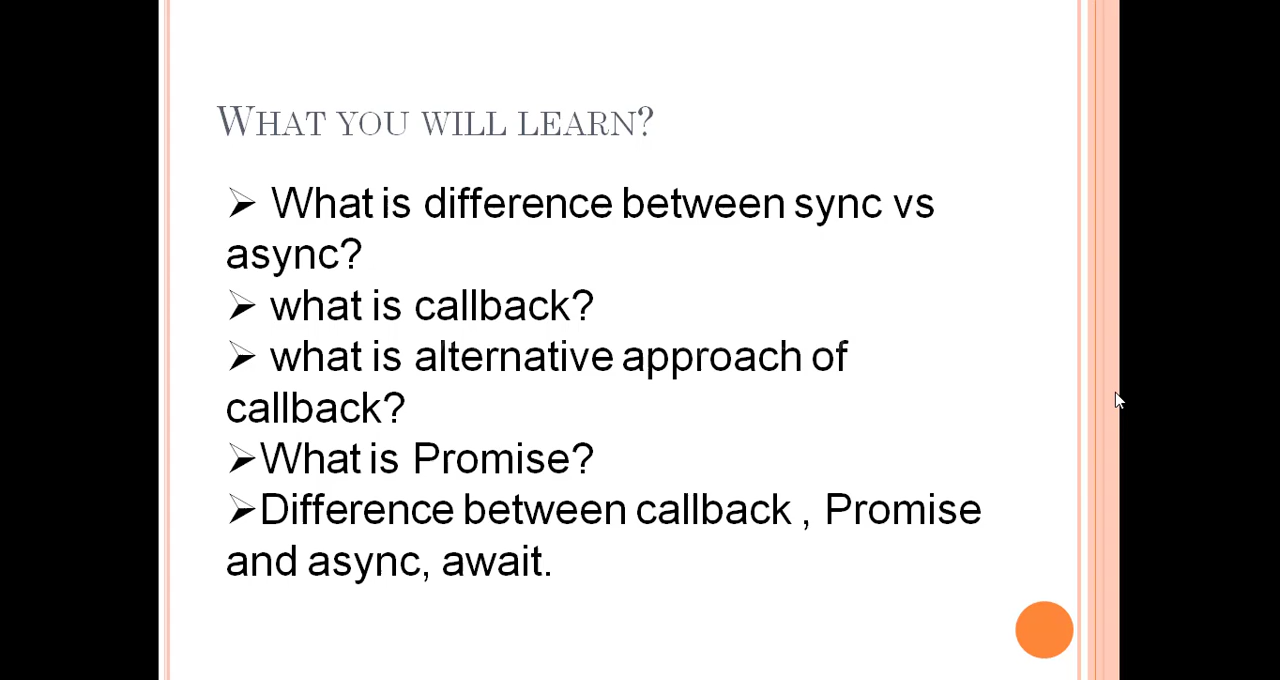 What you will learn?
➢ What is difference between sync vs
async?
➢ what is callback?
➢ what is alternative approach of
callback?
➢What is Promise?
➢Difference between callback , Promise
and async, await.